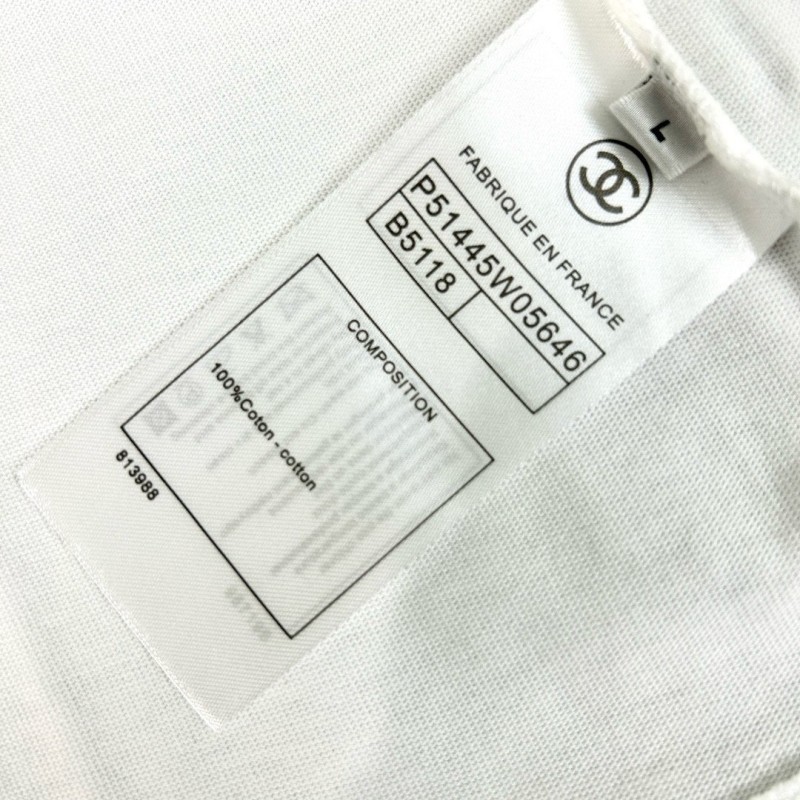 L
FABRIQUE EN FRANCE
P51445W05646
B5118
COMPOSITION
100%Coton - cotton
813988